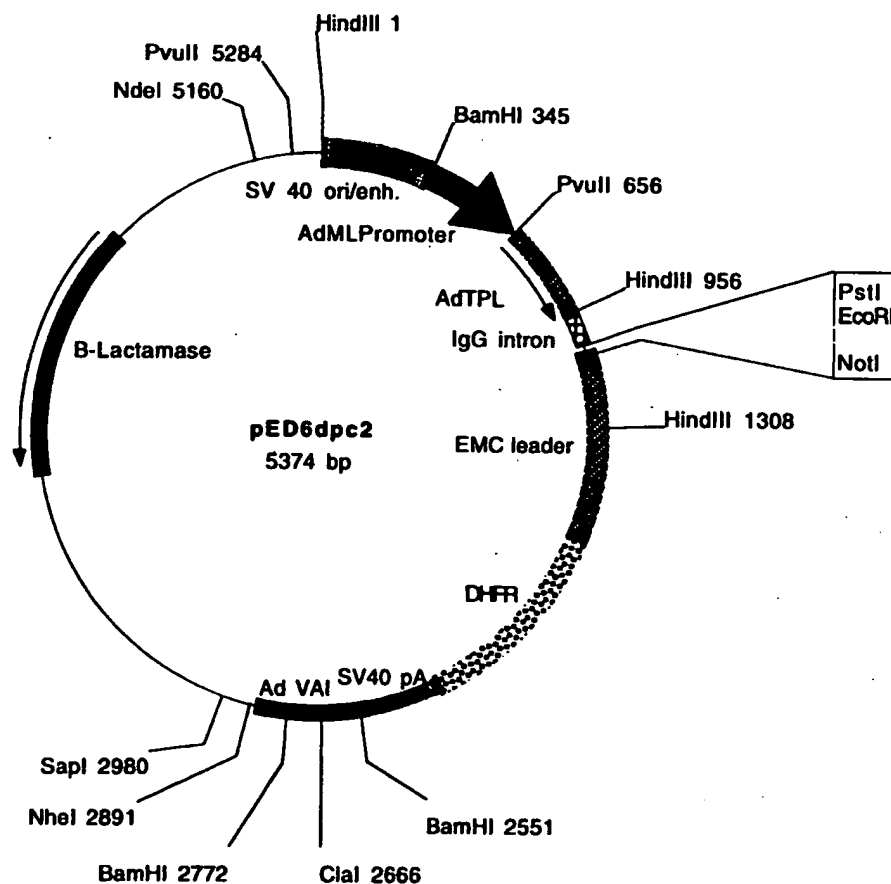 HindIII 1
PvuII 5284
NdeI 5160
BamHI 345
SV 40 ori/enh.
PvuII 656
AdMLPromoter
HindIII 956
AdTPL
PstI
EcoRI
IgG intron
NotI
B-Lactamase
HindIII 1308
pED6dpc2
EMC leader
5374 bp
DHFR
SV40 pA
Ad VAI
SapI 2980
NheI 2891
BamHI 2551
BamHI 2772
ClaI 2666